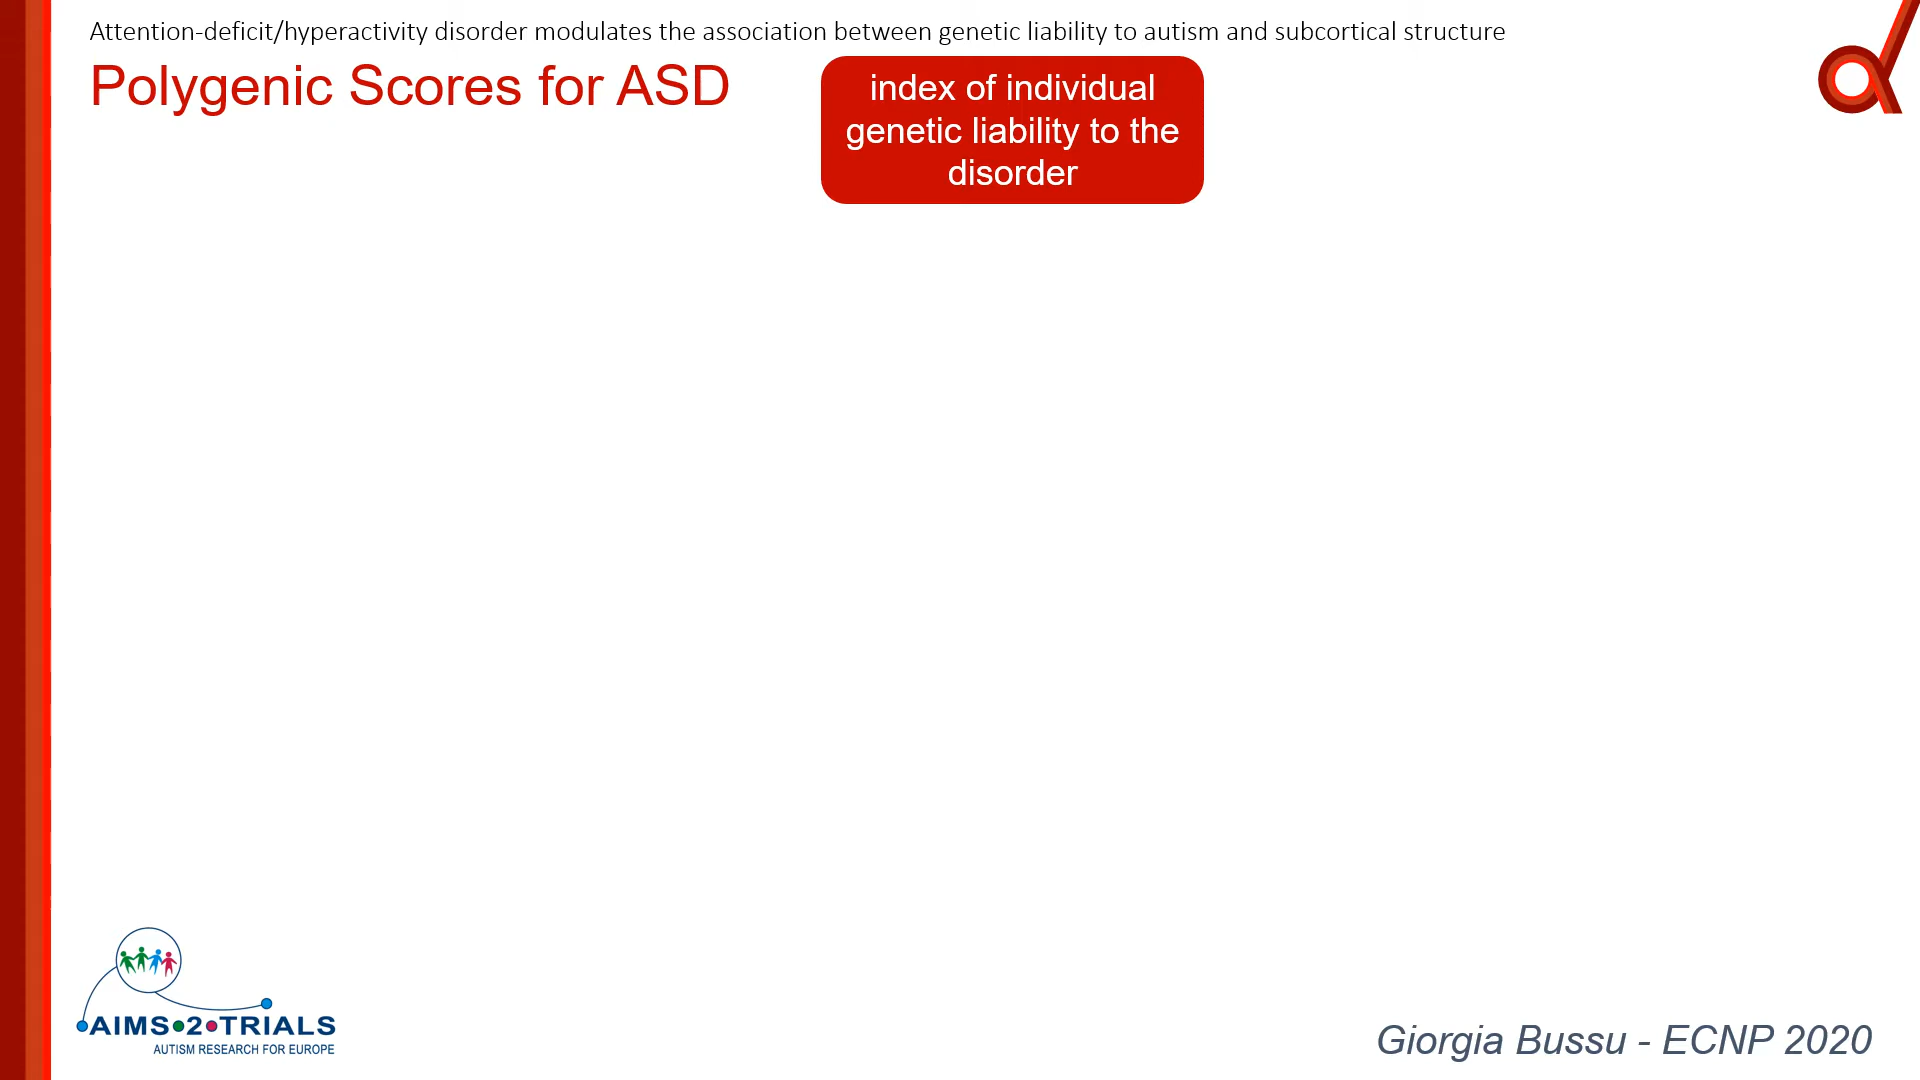 Attention-deficit/hyperactivity disorder modulates the association between genetic liability to autism and subcortical structure
Polygenic Scores for ASD
index of individual
genetic liability to the
disorder
AIMS•2•TRIALS
AUTISM RESEARCH FOR EUROPE
Giorgia Bussu - ECNP 2020